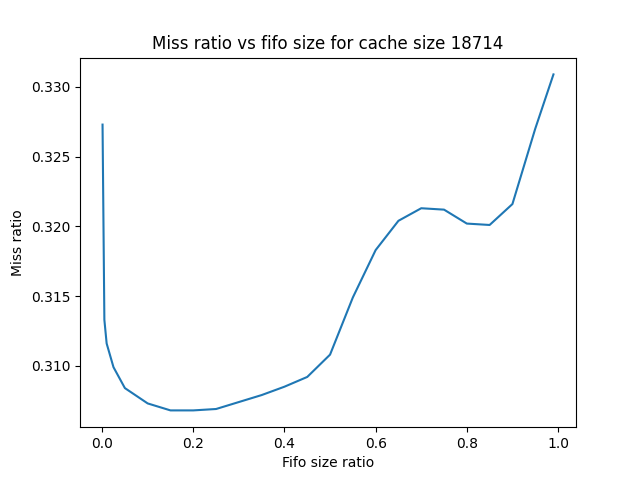 Miss ratio vs fifo size for cache size 18714
0.330
0.325
0.320
0.315
0.310
Miss ratio
0.0 0.2 0.4 0.6 0.8 1.0
Fifo size ratio